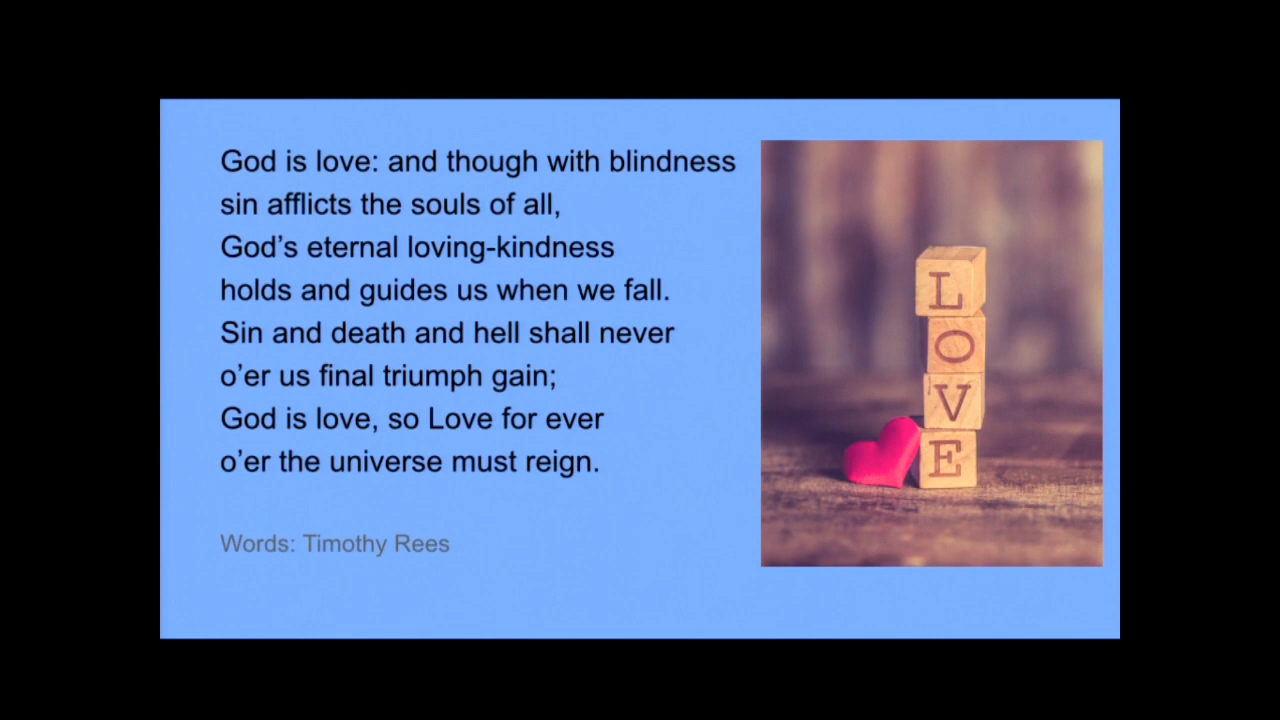 God is love: and though with blindness
sin afflicts the souls of all,
God’s eternal loving-kindness
holds and guides us when we fall.
Sin and death and hell shall never
o’er us final triumph gain;
God is love, so Love for ever
o’er the universe must reign.
Words: Timothy Rees
L
O
V
E